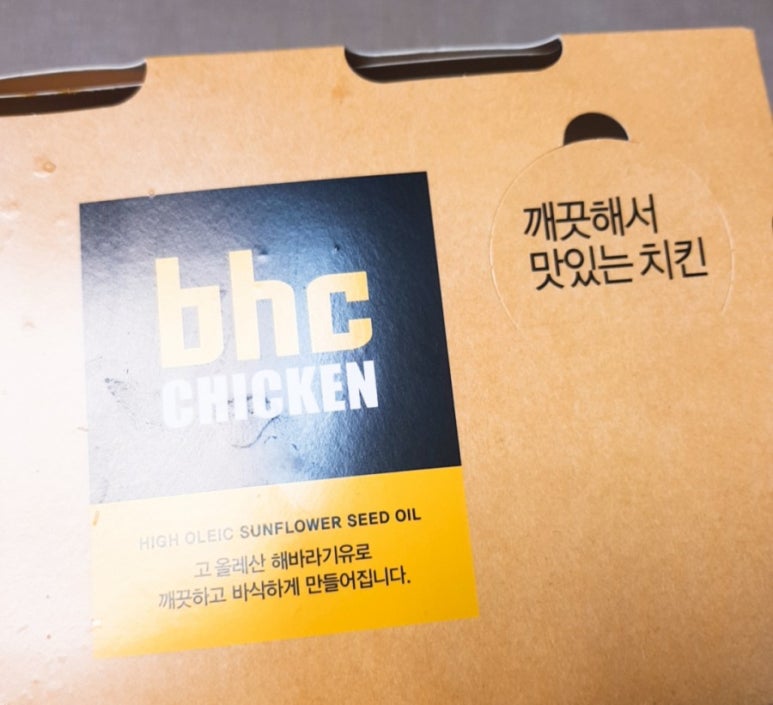 bhc
CHICKEN
HIGH OLEIC SUNFLOWER SEED OIL
고 올레산 해바라기유로
깨끗하고 바삭하게 만들어집니다.
깨끗해서
맛있는 치킨